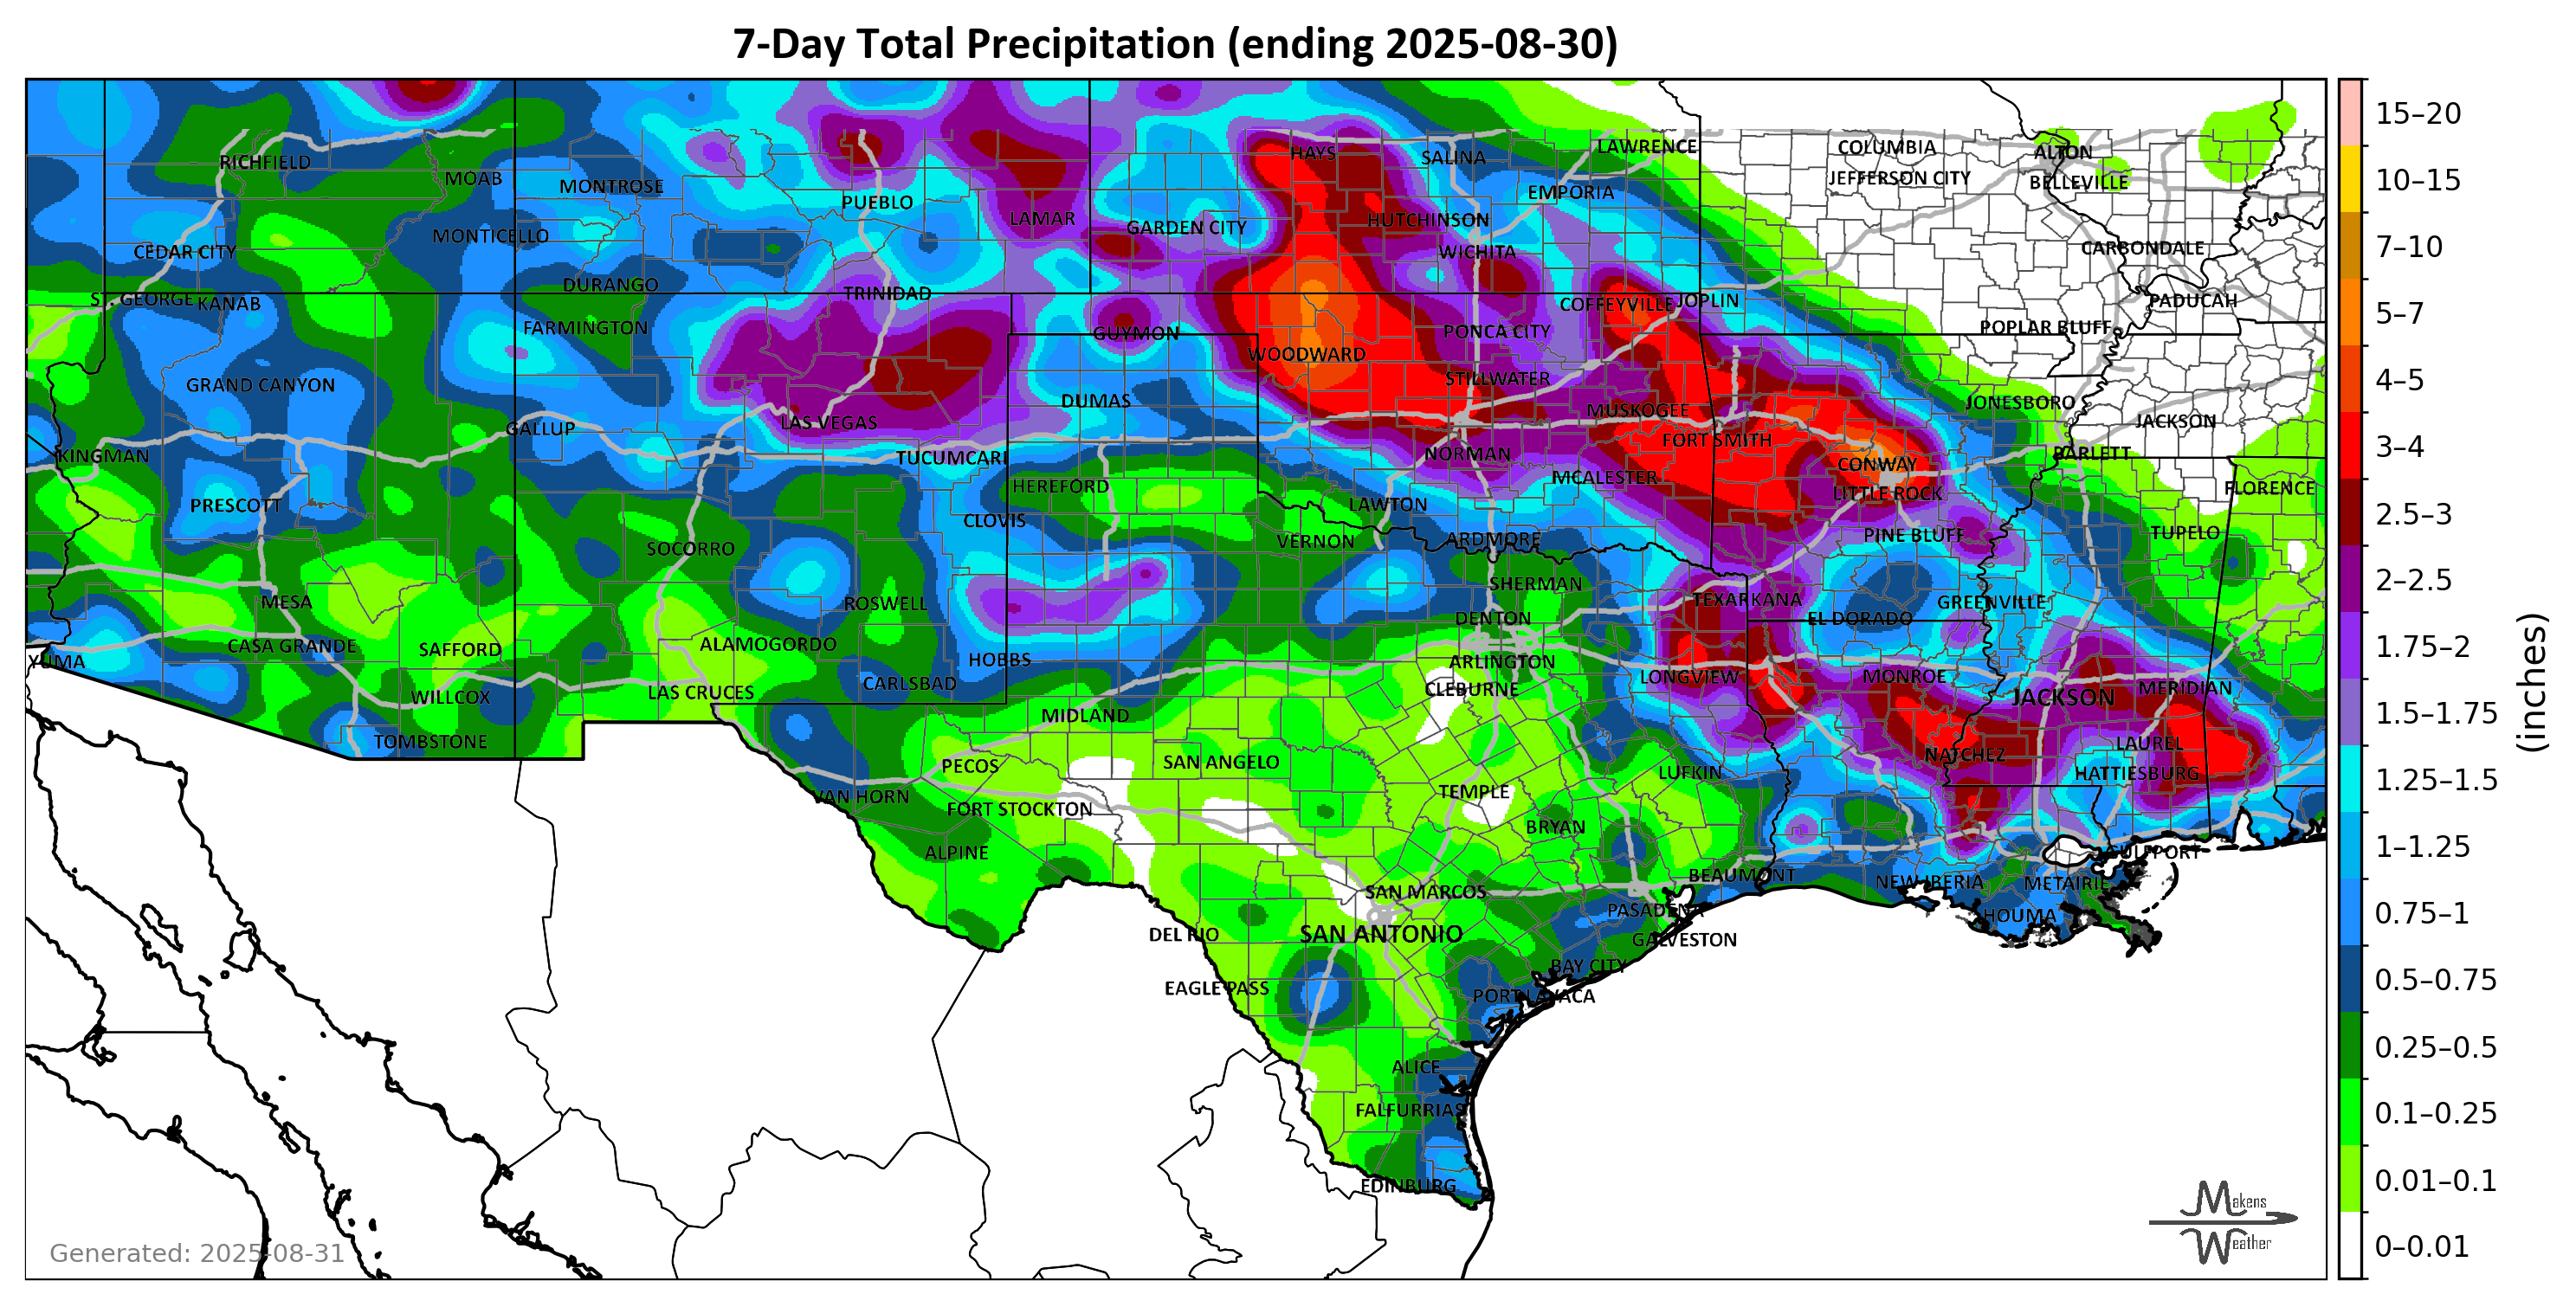 7-Day Total Precipitation (ending 2025-08-30)
RICHFIELD
MOAB
MONTROSE
PUEBLO
LAMAR
GARDEN CITY
HAYS
SALINA
LAWRENCE
EMPORIA
HUTCHINSON
WICHITA
COLUMBIA
JEFFERSON CITY
ALTON
BELLEVILLE
CARBONDALE
PADUCAH
POPLAR BLUFF
CEDAR CITY
MONTICELLO
DURANGO
TRINIDAD
ST. GEORGE
KANAB
FARMINGTON
GUYMON
WOODWARD
PONCA CITY
COFFEYVILLE
JOPLIN
STILLWATER
GRAND CANYON
LAS VEGAS
DUMAS
MUSKOGEE
FORT SMITH
JONESBORO
JACKSON
KINGMAN
GALLUP
TUCUMCARI
NORMAN
MCALESTER
CONWAY
LITTLE ROCK
BARLETT
FLORENCE
PRESCOTT
HEREFORD
CLOVIS
LAWTON
ARDMORE
VERNON
PINE BLUFF
TUPELO
SOCORRO
ROSWELL
SHERMAN
DENTON
TEXARKANA
EL DORADO
GREENVILLE
MESA
CASA GRANDE
SAFFORD
ALAMOGORDO
HOBBS
ARLINGTON
CLEBURNE
LONGVIEW
MONROE
JACKSON
MERIDIAN
YUMA
WILLCOX
LAS CRUCES
CARLSBAD
MIDLAND
TOMBSTONE
PECOS
SAN ANGELO
LUFKIN
NATCHEZ
LAUREL
HATTIESBURG
VAN HORN
FORT STOCKTON
TEMPLE
BRYAN
ALPINE
SAN MARCOS
BEAUMONT
NEW IBERIA
METAIRIE
GULFPORT
HOUMA
PASADENA
GALVESTON
DEL RIO
SAN ANTONIO
BAY CITY
EAGLE PASS
PORT LAVACA
ALICE
FALFURRIAS
EDINBURG
15–20
10–15
7–10
5–7
4–5
3–4
2.5–3
2–2.5
1.75–2
1.5–1.75
1.25–1.5
1–1.25
0.75–1
0.5–0.75
0.25–0.5
0.1–0.25
0.01–0.1
0–0.01
(inches)
Generated: 2025-08-31
Makens
Weather